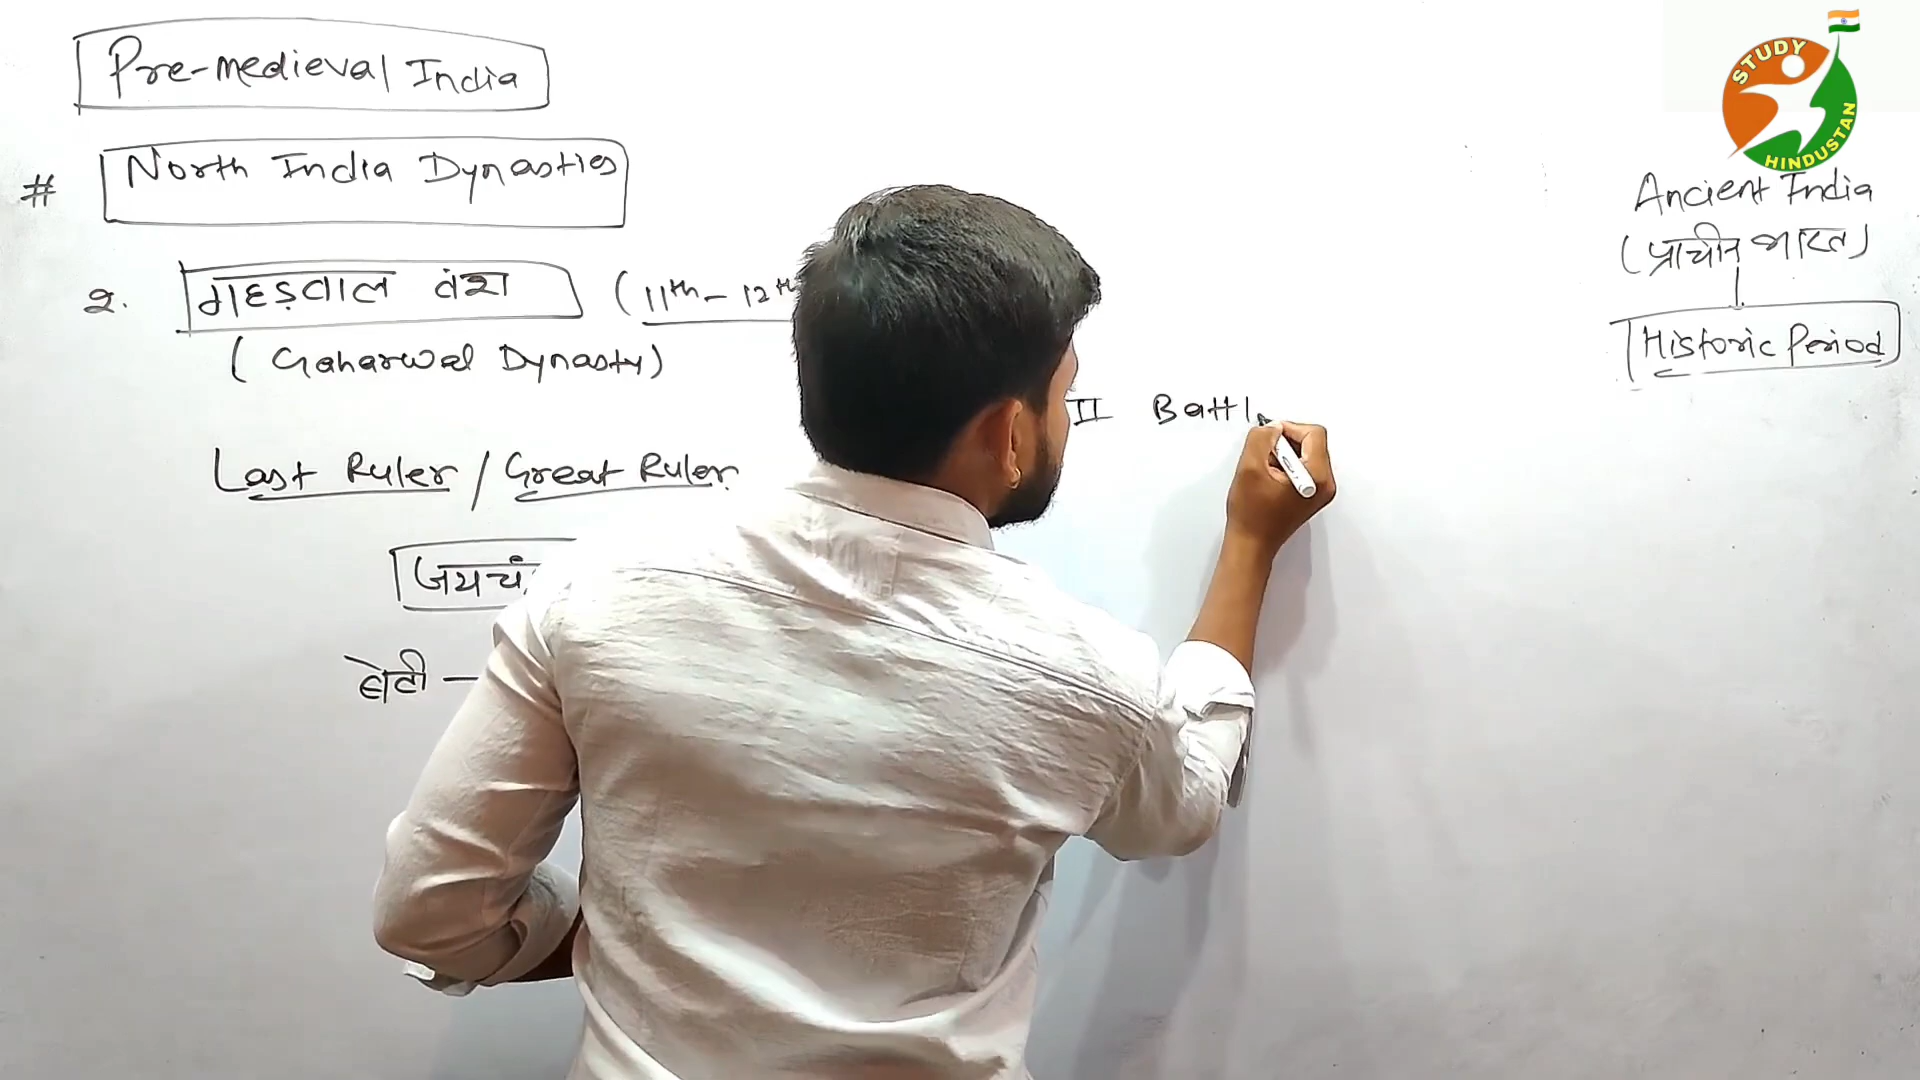 Pre-medieval India
# North India Dynasties
2. गहड़वाल वंश (11th - 12th
(Gaharwal Dynasty)
Last Ruler / Great Ruler
जयचं
बेटी —
II Battl
STUDY HINDUSTAN
Ancient India
(प्राचीन भारत)
Historic Period